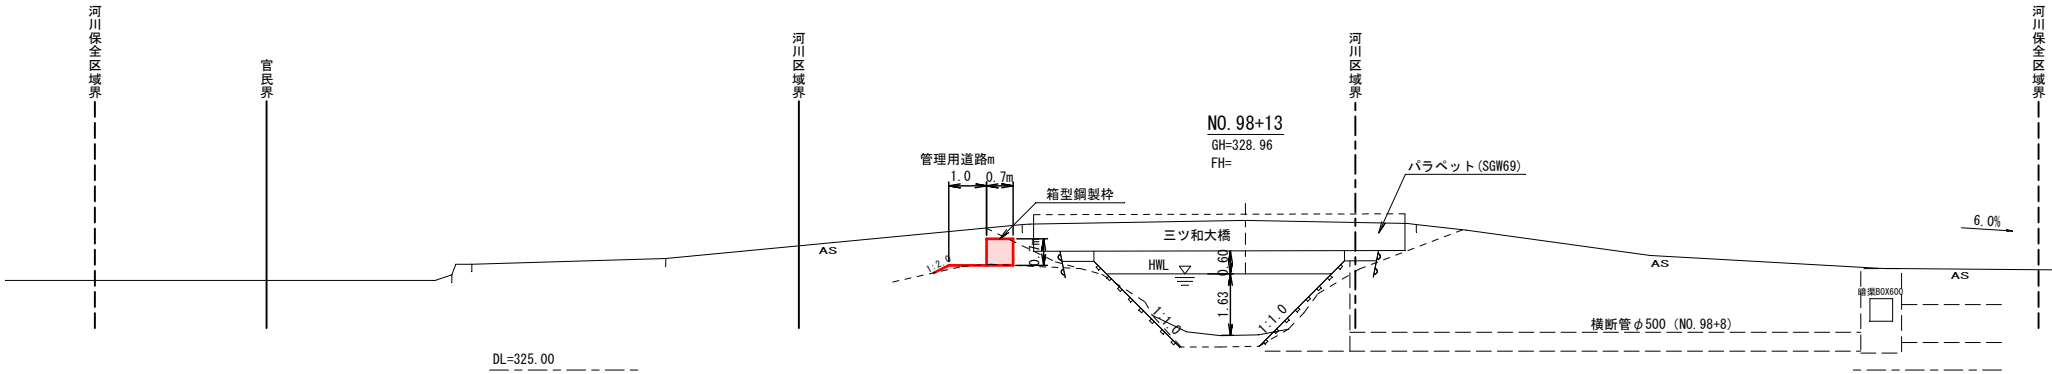 河川保全区域界
官民界
河川区域界
河川区域界
河川保全区域界
NO.98+13
GH=328.96
FH=
管理用道路m
1.0
0.7m
箱型鋼製枠
パラペット(SGW69)
6.0%
三ツ和大橋
0.7m
1:2.0
AS
HWL
0.60
1.63
1:1.0
1:1.0
AS
AS
暗渠BOX600
横断管φ500 (NO.98+8)
DL=325.00